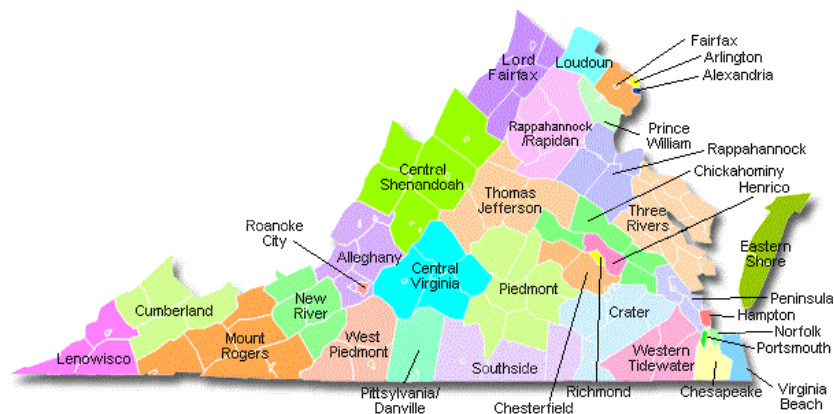 Fairfax
Arlington
Alexandria
Lord
Fairfax
Loudoun
Rappahannock
/Rapidan
Prince
William
Rappahannock
Chickahominy
Henrico
Central
Shenandoah
Thomas
Jefferson
Three
Rivers
Roanoke
City
Alleghany
Eastern
Shore
Central
Virginia
Piedmont
Peninsula
Cumberland
New
River
Crater
Hampton
Norfolk
Portsmouth
Mount
Rogers
West
Piedmont
Western
Tidewater
Lenowisco
Southside
Pittsylvania/
Danville
Richmond
Chesterfield
Chesapeake
Virginia
Beach